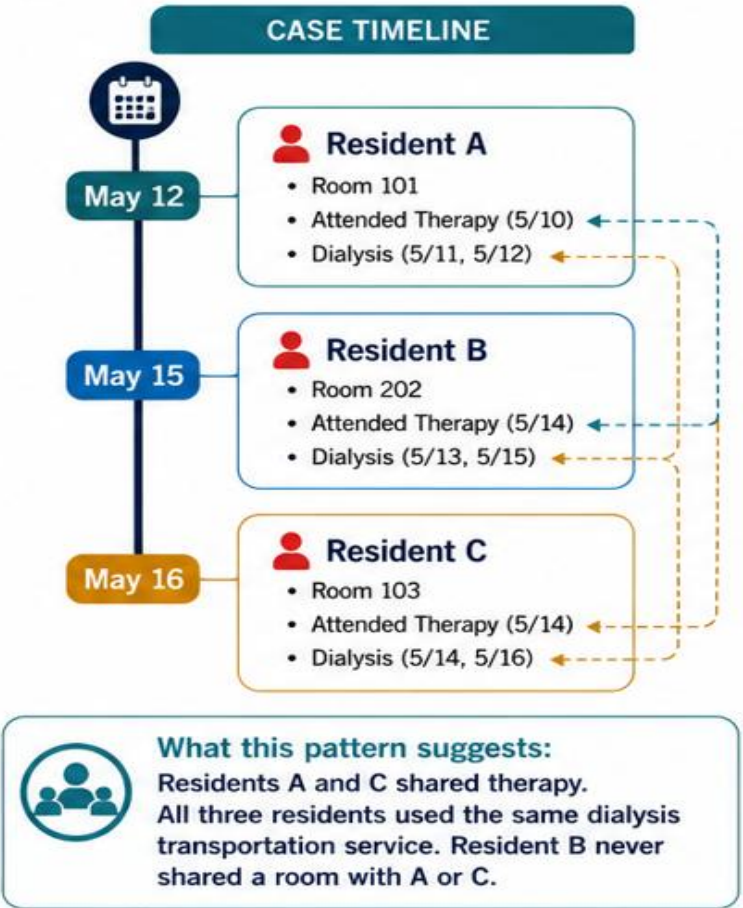 CASE TIMELINE
May 12
Resident A
• Room 101
• Attended Therapy (5/10)
• Dialysis (5/11, 5/12)
May 15
Resident B
• Room 202
• Attended Therapy (5/14)
• Dialysis (5/13, 5/15)
May 16
Resident C
• Room 103
• Attended Therapy (5/14)
• Dialysis (5/14, 5/16)
What this pattern suggests:
Residents A and C shared therapy.
All three residents used the same dialysis
transportation service. Resident B never
shared a room with A or C.